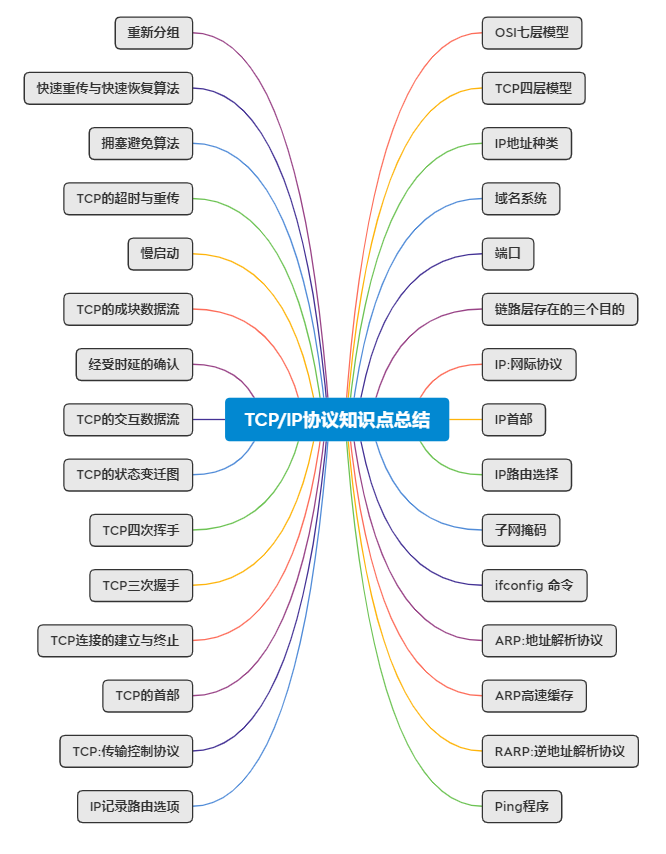 重新分组
快速重传与快速恢复算法
拥塞避免算法
TCP的超时与重传
慢启动
TCP的成块数据流
经受时延的确认
TCP的交互数据流
TCP的状态变迁图
TCP四次挥手
TCP三次握手
TCP连接的建立与终止
TCP的首部
TCP:传输控制协议
IP记录路由选项
TCP/IP协议知识点总结
OSI七层模型
TCP四层模型
IP地址种类
域名系统
端口
链路层存在的三个目的
IP:网际协议
IP首部
IP路由选择
子网掩码
ifconfig 命令
ARP:地址解析协议
ARP高速缓存
RARP:逆地址解析协议
Ping程序